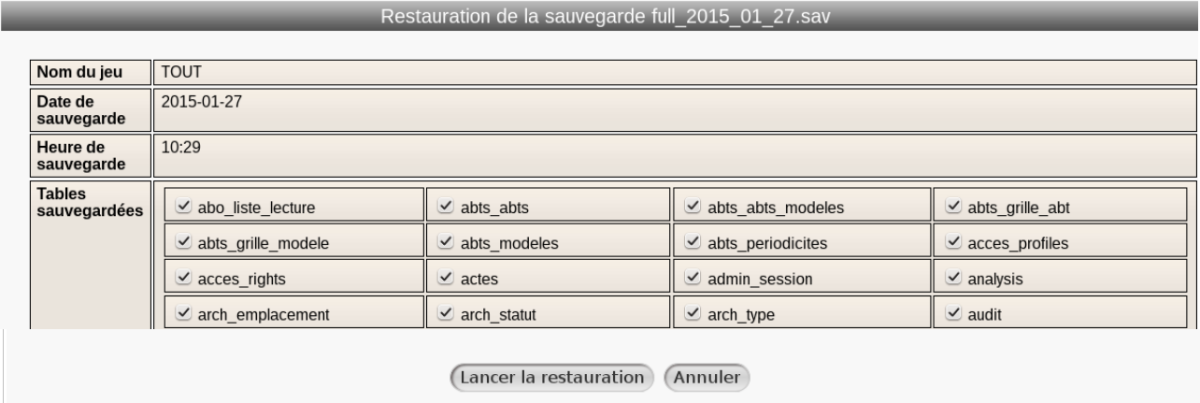 Restauration de la sauvegarde full_2015_01_27.sav
Nom du jeu TOUT
Date de sauvegarde 2015-01-27
Heure de sauvegarde 10:29
Tables sauvegardées
abo_liste_lecture abts_abts abts_abts_modeles abts_grille_abt
abts_grille_modele abts_modeles abts_periodicites acces_profiles
acces_rights actes admin_session analysis
arch_emplacement arch_statut arch_type audit
Lancer la restauration Annuler